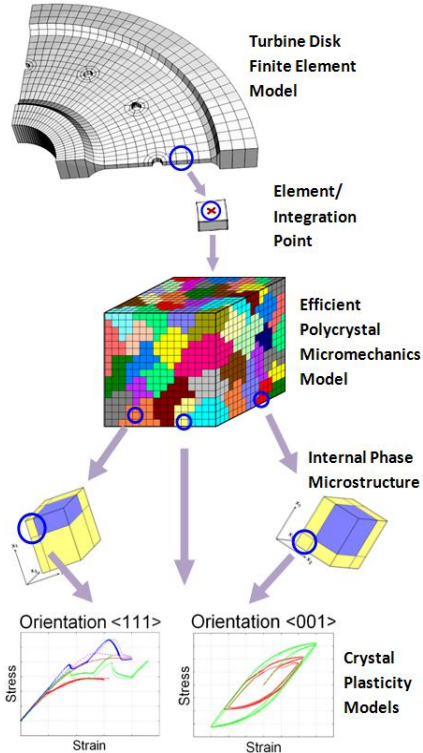 Turbine Disk
Finite Element
Model
Element/
Integration
Point
Efficient
Polycrystal
Micromechanics
Model
Internal Phase
Microstructure
Orientation <111>
Orientation <001>
Stress
Strain
Stress
Strain
Crystal
Plasticity
Models